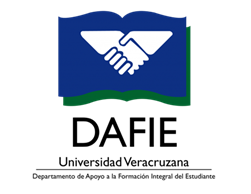 DAFIE
Universidad Veracruzana
Departamento de Apoyo a la Formación Integral del Estudiante